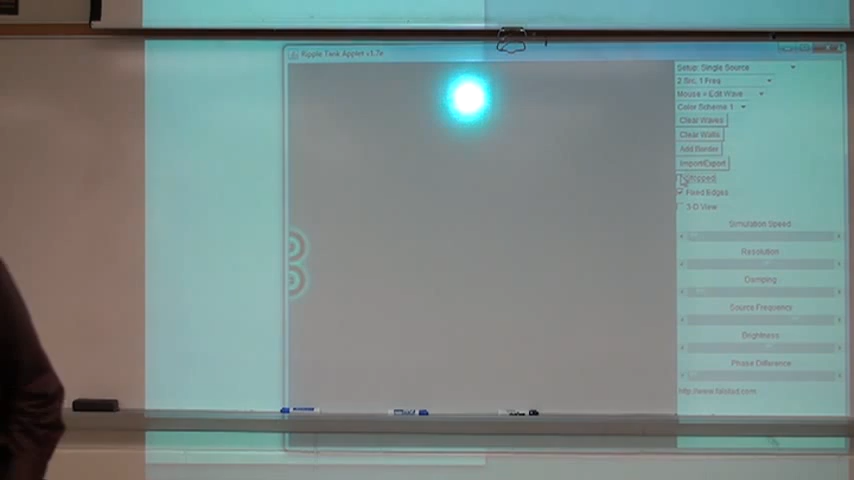 Ripple Tank Applet v1.7e
Setup: Single Source
2 Src, 1 Freq
Mouse = Edit Wave
Color Scheme 1
Clear Waves
Clear Walls
Add Border
Import/Export
Stopped
Fixed Edges
3-D View
Simulation Speed
Resolution
Damping
Source Frequency
Brightness
Phase Difference
http://www.falstad.com